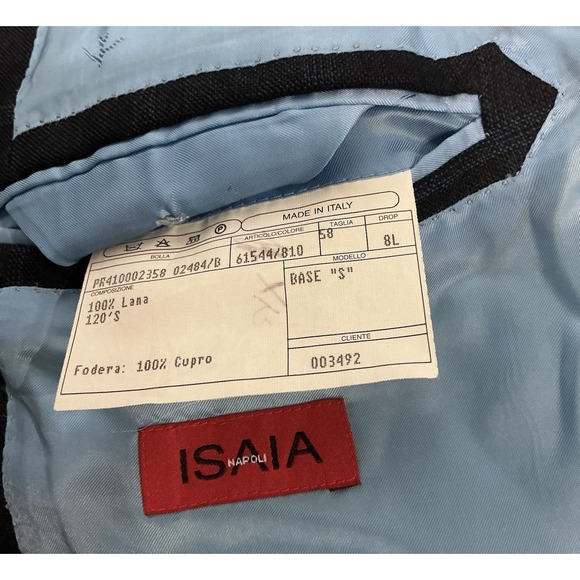 MADE IN ITALY
BOLLA
ARTICOLO/COLORE
TAGLIA
DROP
PR410002358 02484/B
61544/810
58
8L
COMPOSIZIONE
MODELLO
100% Lana
120'S
BASE "S"
Fodera: 100% Cupro
CLIENTE
003492
ISAIA
NAPOLI